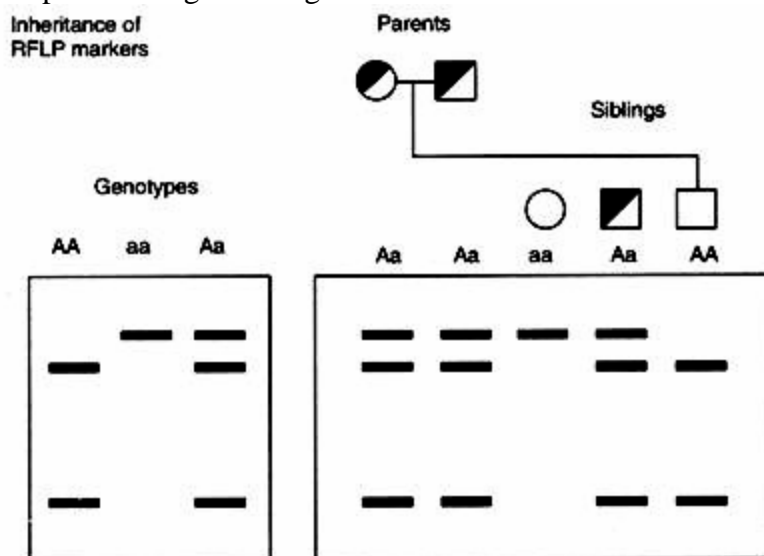 Inheritance of
RFLP markers
Parents
Siblings
Genotypes
AA aa Aa
Aa Aa aa Aa AA